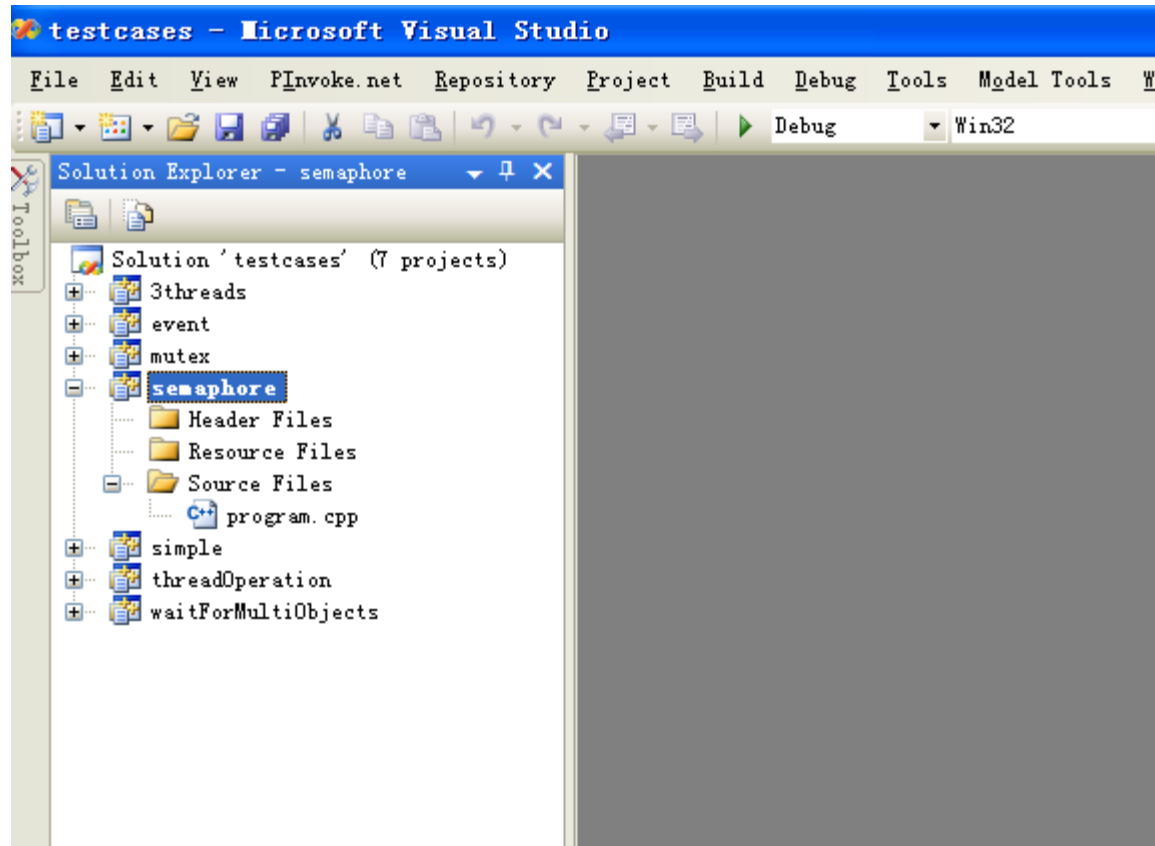 testcases - Microsoft Visual Studio
File Edit View PInvoke.net Repository Project Build Debug Tools Model Tools
Debug Win32
Solution Explorer - semaphore
Toolbox
Solution 'testcases' (7 projects)
3threads
event
mutex
semaphore
Header Files
Resource Files
Source Files
C++ program.cpp
simple
threadOperation
waitForMultiObjects